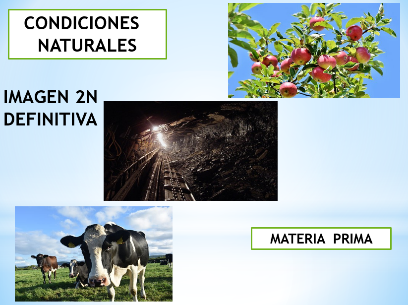 CONDICIONES
NATURALES
IMAGEN 2N
DEFINITIVA
MATERIA PRIMA